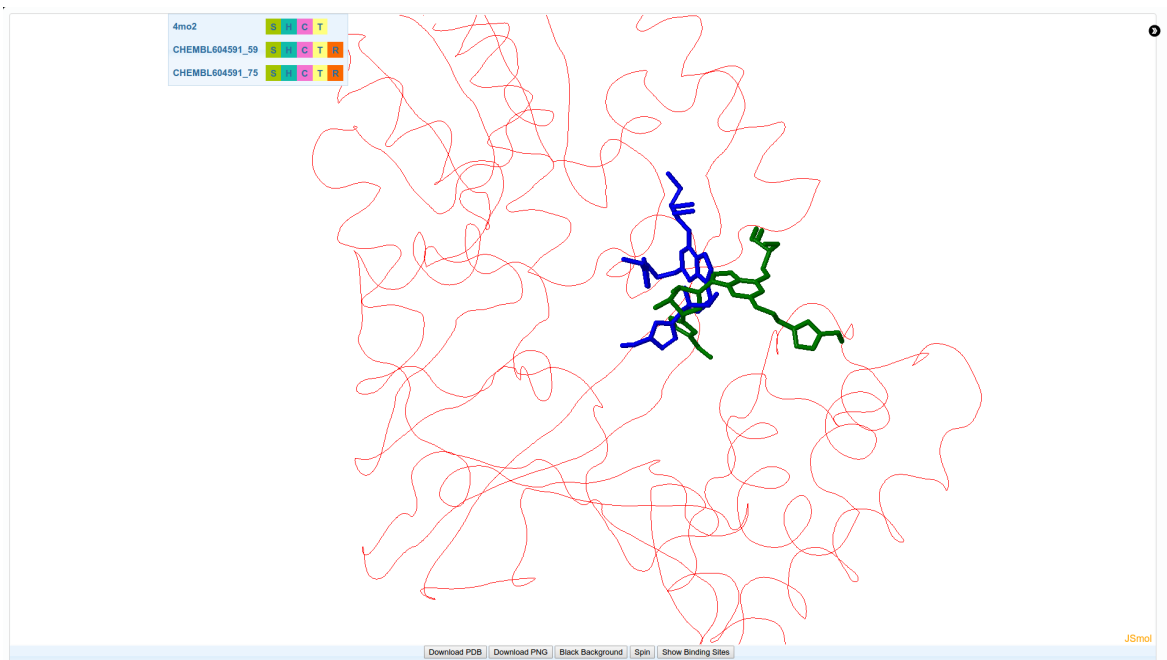 4mo2 S H C T
CHEMBL604591_59 S H C T R
CHEMBL604591_75 S H C T R
JSmol
Download PDB Download PNG Black Background Spin Show Binding Sites